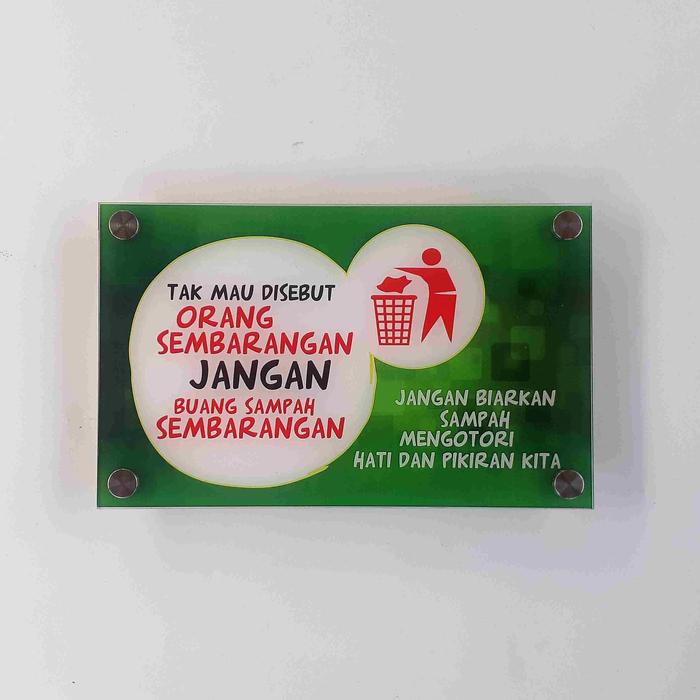 TAK MAU DISEBUT
ORANG
SEMBARANGAN
JANGAN
BUANG SAMPAH
SEMBARANGAN
JANGAN BIARKAN
SAMPAH
MENGOTORI
HATI DAN PIKIRAN KITA